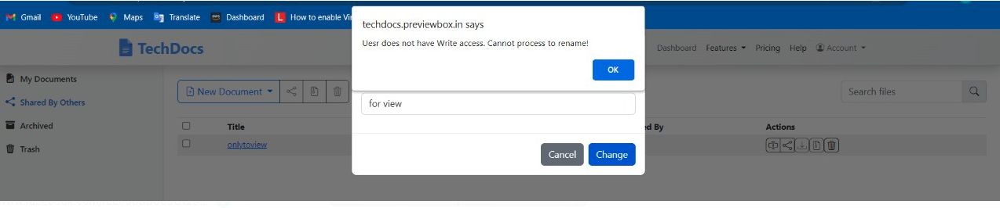 Gmail YouTube Maps Translate Dashboard How to enable Vir
techdocs.previewbox.in says
Uesr does not have Write access. Cannot process to rename!
OK
TechDocs
Dashboard Features Pricing Help Account
My Documents
Shared By Others
Archived
Trash
New Document
Search files
for view
Title
ed By
Actions
onlytoview
Cancel Change